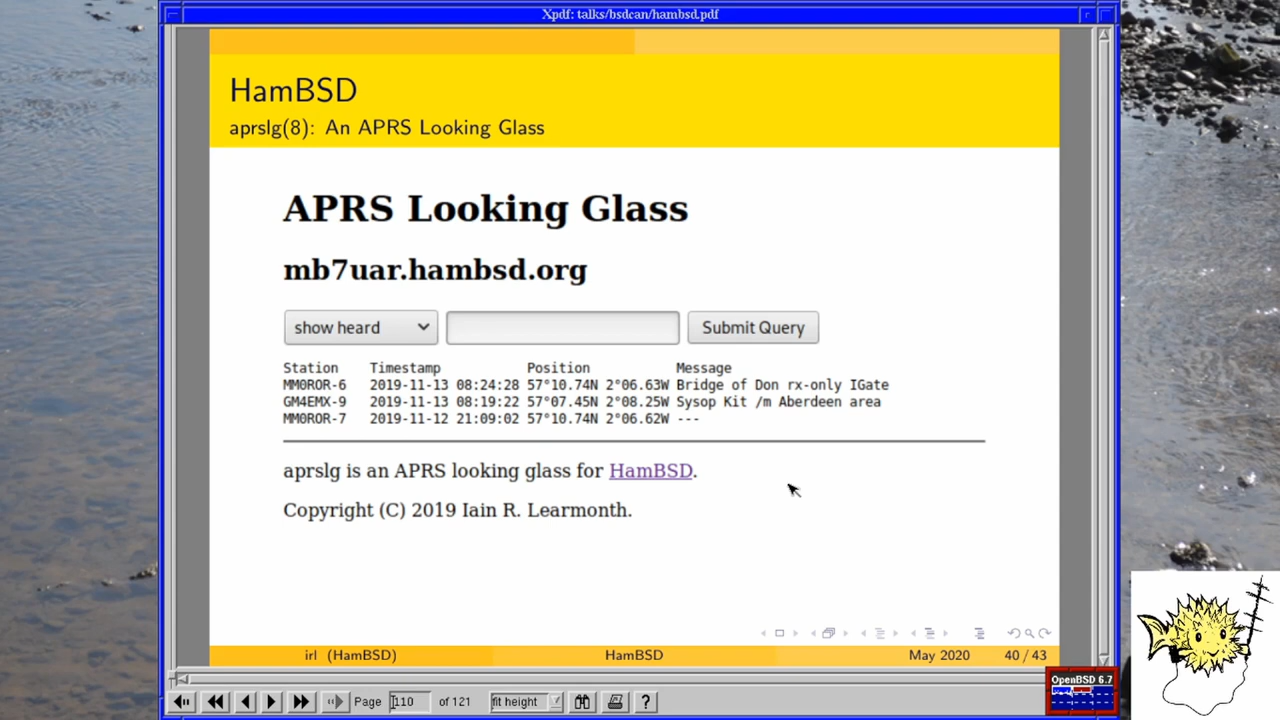 Xpdf: talks/bsdcan/hambsd.pdf
HamBSD
aprslg(8): An APRS Looking Glass
APRS Looking Glass
mb7uar.hambsd.org
show heard Submit Query
Station Timestamp Position Message
MM0ROR-6 2019-11-13 08:24:28 57°10.74N 2°06.63W Bridge of Don rx-only IGate
GM4EMX-9 2019-11-13 08:19:22 57°07.45N 2°08.25W Sysop Kit /m Aberdeen area
MM0ROR-7 2019-11-12 21:09:02 57°10.74N 2°06.62W ---
aprslg is an APRS looking glass for HamBSD.
Copyright (C) 2019 Iain R. Learmonth.
irl (HamBSD) HamBSD May 2020 40 / 43
OpenBSD 6.7
Page 110 of 121 fit height ?